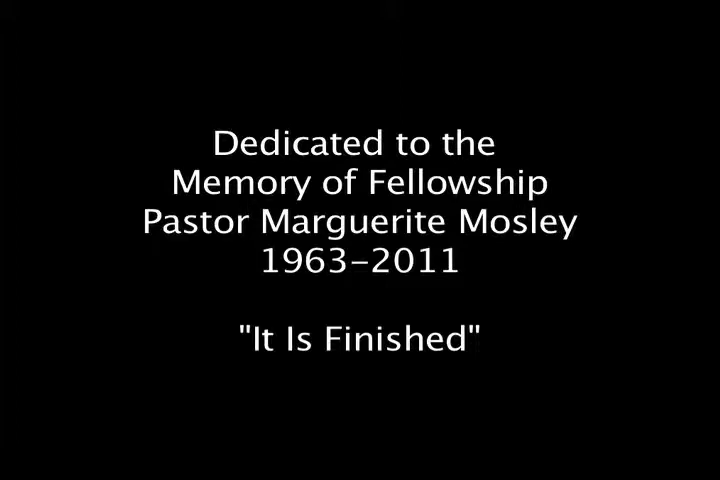 Dedicated to the
Memory of Fellowship
Pastor Marguerite Mosley
1963-2011
"It Is Finished"